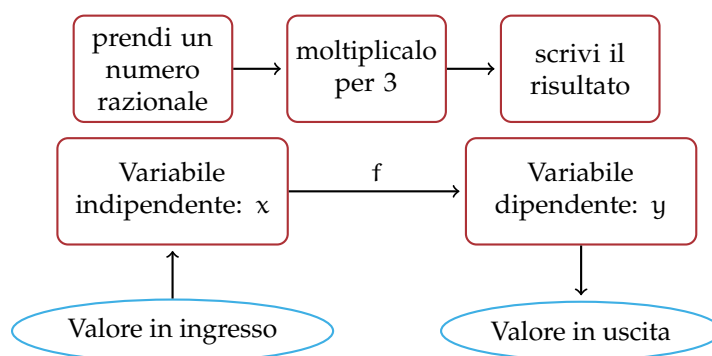 prendi un
numero
razionale
moltiplicalo
per 3
scrivi il
risultato
Variabile
indipendente: x
f
Variabile
dipendente: y
Valore in ingresso
Valore in uscita